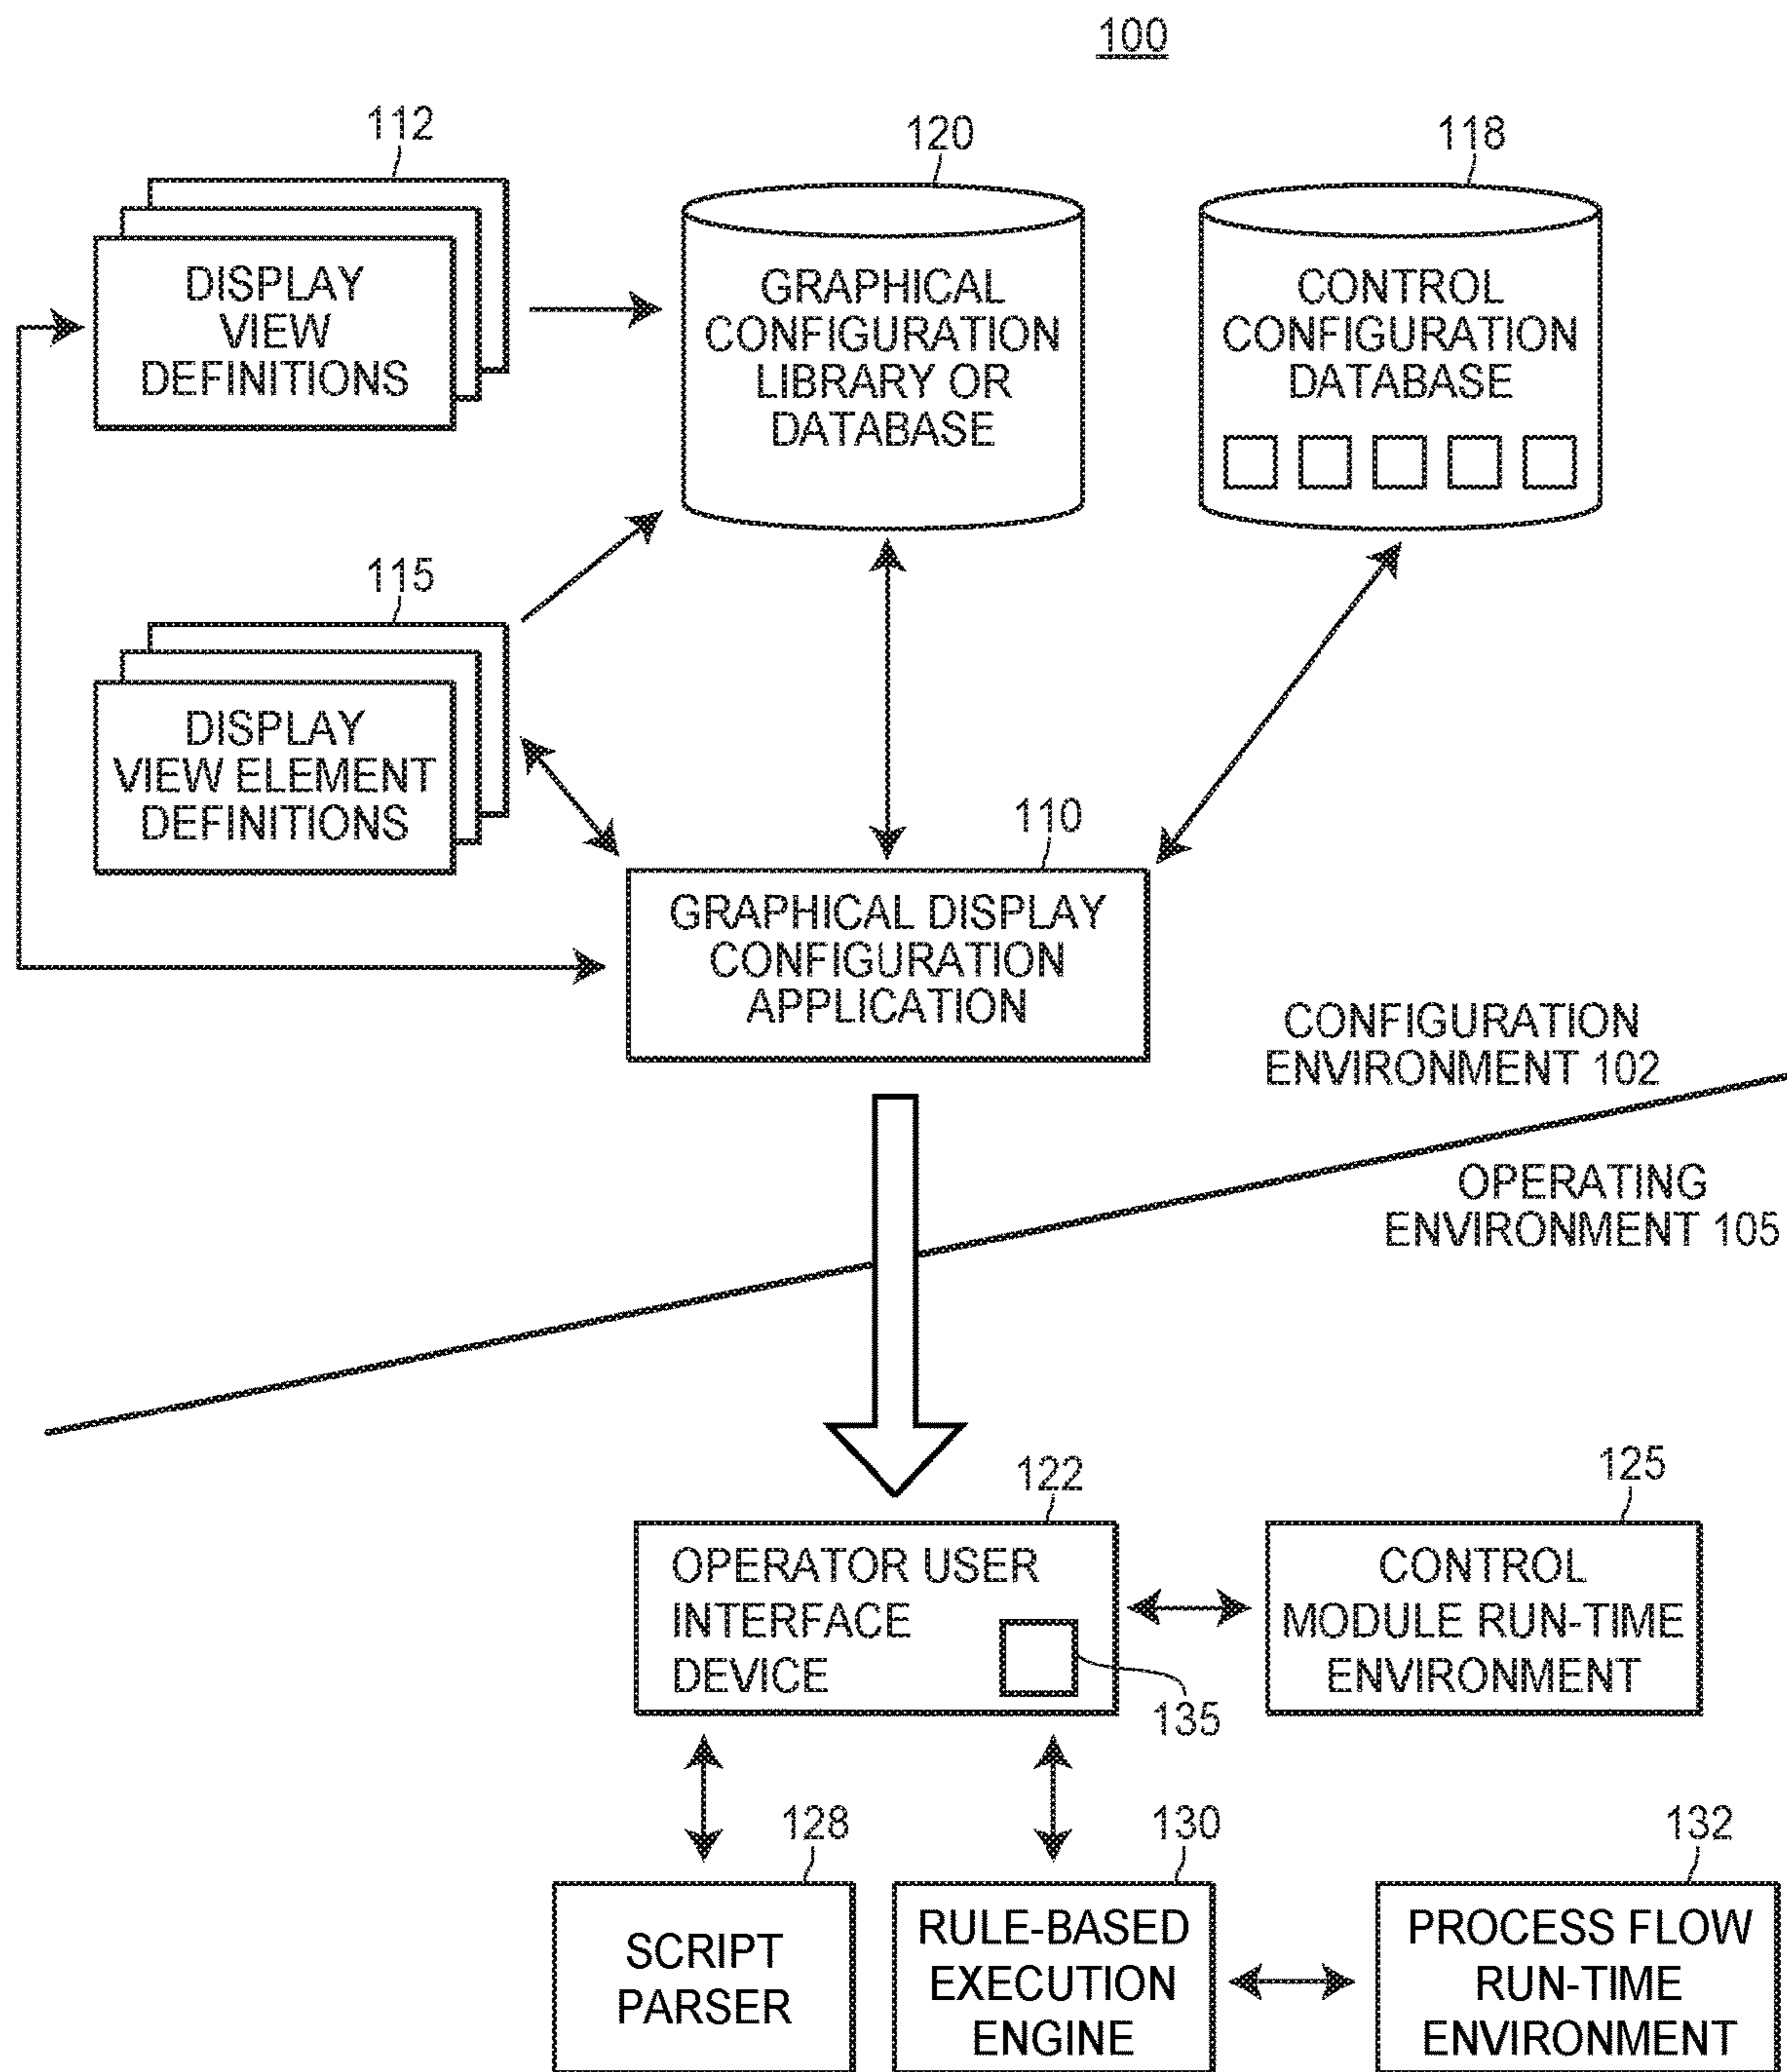 100
112
120
118
DISPLAY
VIEW
DEFINITIONS
GRAPHICAL
CONFIGURATION
LIBRARY OR
DATABASE
CONTROL
CONFIGURATION
DATABASE
115
DISPLAY
VIEW ELEMENT
DEFINITIONS
110
GRAPHICAL DISPLAY
CONFIGURATION
APPLICATION
CONFIGURATION
ENVIRONMENT 102
OPERATING
ENVIRONMENT 105
122
125
OPERATOR USER
INTERFACE
DEVICE
135
CONTROL
MODULE RUN-TIME
ENVIRONMENT
128
130
132
SCRIPT
PARSER
RULE-BASED
EXECUTION
ENGINE
PROCESS FLOW
RUN-TIME
ENVIRONMENT